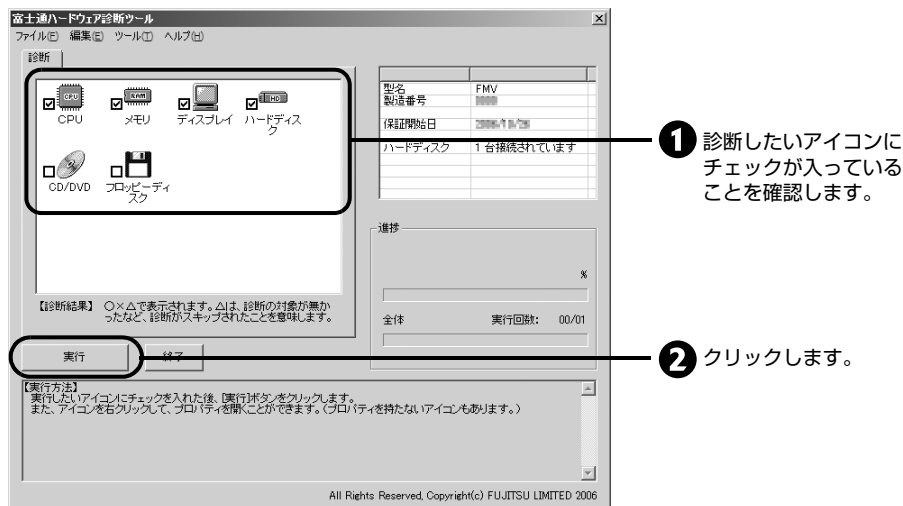 富士通ハードウェア診断ツール
ファイル(F) 編集(E) ツール(T) ヘルプ(H)
診断
CPU
メモリ
ディスプレイ
ハードディス
ク
CD/DVD
フロッピーディ
スク
【診断結果】 ○×△で表示されます。△は、診断の対象が無か
ったなど、診断がスキップされたことを意味します。
型名 FMV
製造番号
保証開始日
ハードディスク 1 台接続されています
進捗
%
全体 実行回数: 00/01
実行
終了
【実行方法】
実行したいアイコンにチェックを入れた後、[実行]ボタンをクリックします。
また、アイコンを右クリックして、プロパティを開くことができます。(プロパティを持たないアイコンもあります。)
All Rights Reserved, Copyright(c) FUJITSU LIMITED 2006
1 診断したいアイコンに
チェックが入っている
ことを確認します。
2 クリックします。